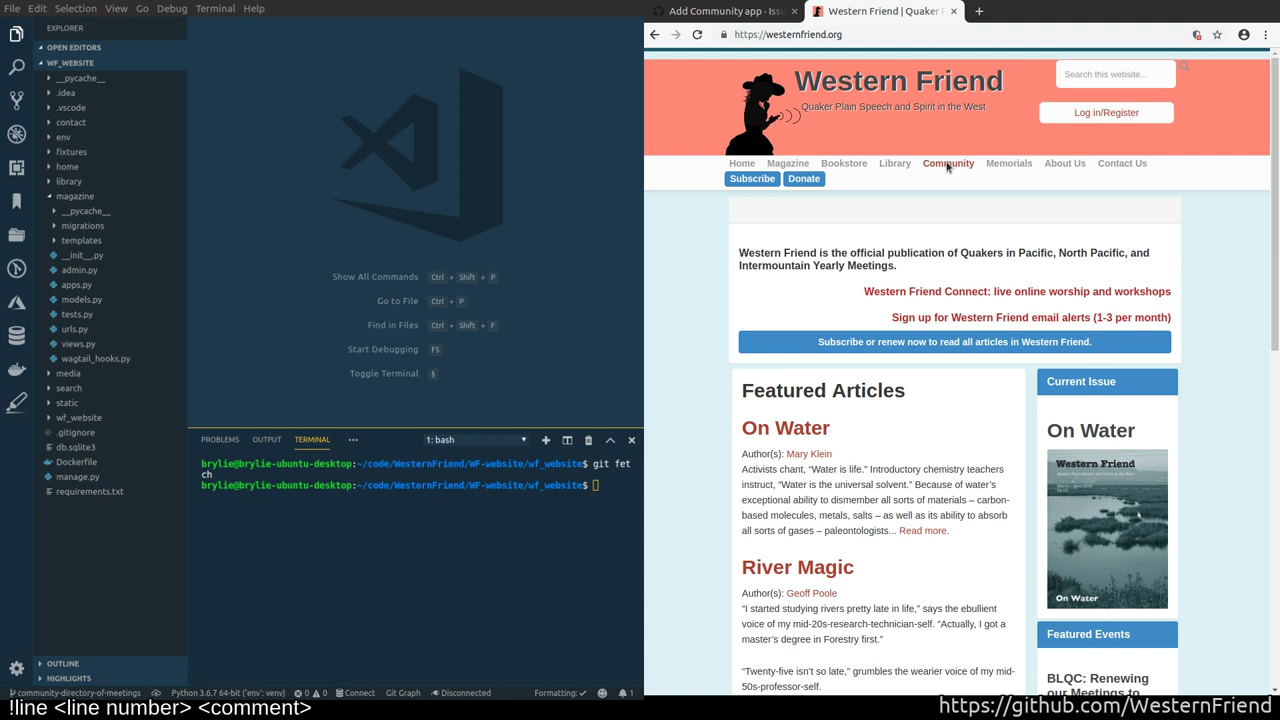 File Edit Selection View Go Debug Terminal Help
EXPLORER
OPEN EDITORS
WF_WEBSITE
__pycache__
.idea
.vscode
contact
env
fixtures
home
library
magazine
__pycache__
migrations
templates
__init__.py
admin.py
apps.py
models.py
tests.py
urls.py
views.py
wagtail_hooks.py
media
search
static
wf_website
.gitignore
db.sqlite3
Dockerfile
manage.py
requirements.txt
OUTLINE
HIGHLIGHTS
Show All Commands Ctrl + Shift + P
Go to File Ctrl + P
Find in Files Ctrl + Shift + F
Start Debugging F5
Toggle Terminal §
PROBLEMS OUTPUT TERMINAL ••• 1: bash
brylie@brylie-ubuntu-desktop:~/code/WesternFriend/WF-website/wf_website$ git fet
ch
brylie@brylie-ubuntu-desktop:~/code/WesternFriend/WF-website/wf_website$
community-directory-of-meetings Python 3.6.7 64-bit ('env': venv) 0 0 Connect Git Graph Disconnected Formatting: ✓ 1
Add Community app · Iss
Western Friend | Quaker F
https://westernfriend.org
Western Friend
Quaker Plain Speech and Spirit in the West
Search this website...
Log in/Register
Home Magazine Bookstore Library Community Memorials About Us Contact Us
Subscribe Donate
Western Friend is the official publication of Quakers in Pacific, North Pacific, and
Intermountain Yearly Meetings.
Western Friend Connect: live online worship and workshops
Sign up for Western Friend email alerts (1-3 per month)
Subscribe or renew now to read all articles in Western Friend.
Featured Articles
On Water
Author(s): Mary Klein
Activists chant, “Water is life.” Introductory chemistry teachers
instruct, “Water is the universal solvent.” Because of water’s
exceptional ability to dismember all sorts of materials – carbon-
based molecules, metals, salts – as well as its ability to absorb
all sorts of gases – paleontologists... Read more.
River Magic
Author(s): Geoff Poole
“I started studying rivers pretty late in life,” says the ebullient
voice of my mid-20s-research-technician-self. “Actually, I got a
master’s degree in Forestry first.”
“Twenty-five isn’t so late,” grumbles the wearier voice of my mid-
50s-professor-self.
Current Issue
On Water
Western Friend
On Water
Featured Events
BLQC: Renewing
our Meetings to
!line <line number> <comment>
https://github.com/WesternFriend